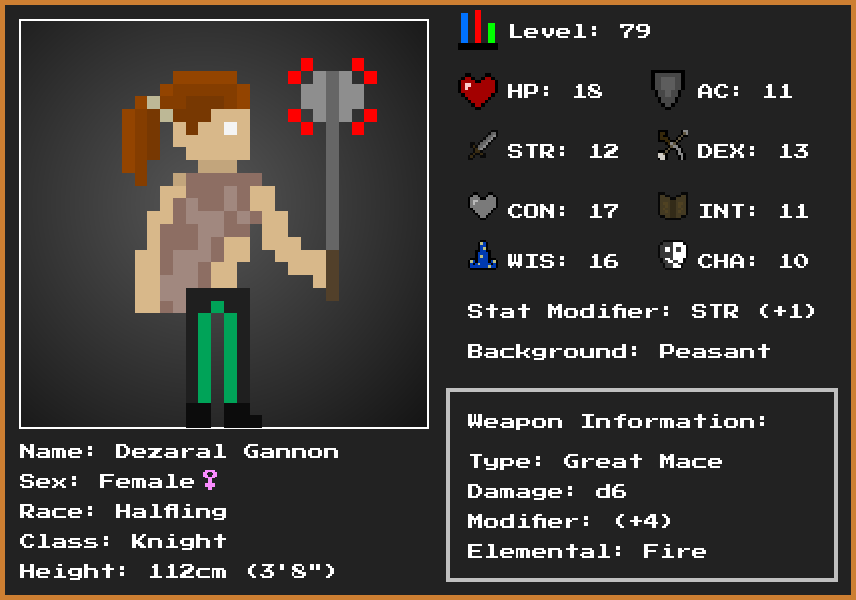 Level: 79
HP: 18 AC: 11
STR: 12 DEX: 13
CON: 17 INT: 11
WIS: 16 CHA: 10
Stat Modifier: STR (+1)
Background: Peasant
Weapon Information:
Type: Great Mace
Damage: d6
Modifier: (+4)
Elemental: Fire
Name: Dezaral Gannon
Sex: Female♀
Race: Halfling
Class: Knight
Height: 112cm (3'8")